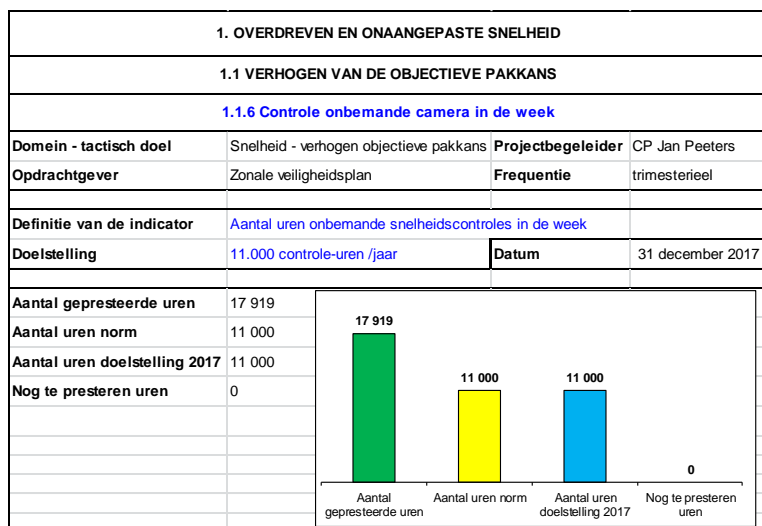 1. OVERDREVEN EN ONAANGEPASTE SNELHEID
1.1 VERHOGEN VAN DE OBJECTIEVE PAKKANS
1.1.6 Controle onbemande camera in de week
Domein - tactisch doel Snelheid - verhogen objectieve pakkans Projectbegeleider CP Jan Peeters
Opdrachtgever Zonale veiligheidsplan Frequentie trimesterieel
Definitie van de indicator Aantal uren onbemande snelheidscontroles in de week
Doelstelling 11.000 controle-uren /jaar Datum 31 december 2017
Aantal gepresteerde uren 17 919
Aantal uren norm 11 000
Aantal uren doelstelling 2017 11 000
Nog te presteren uren 0
17 919
11 000
11 000
0
Aantal
gepresteerde uren
Aantal uren norm
Aantal uren
doelstelling 2017
Nog te presteren
uren